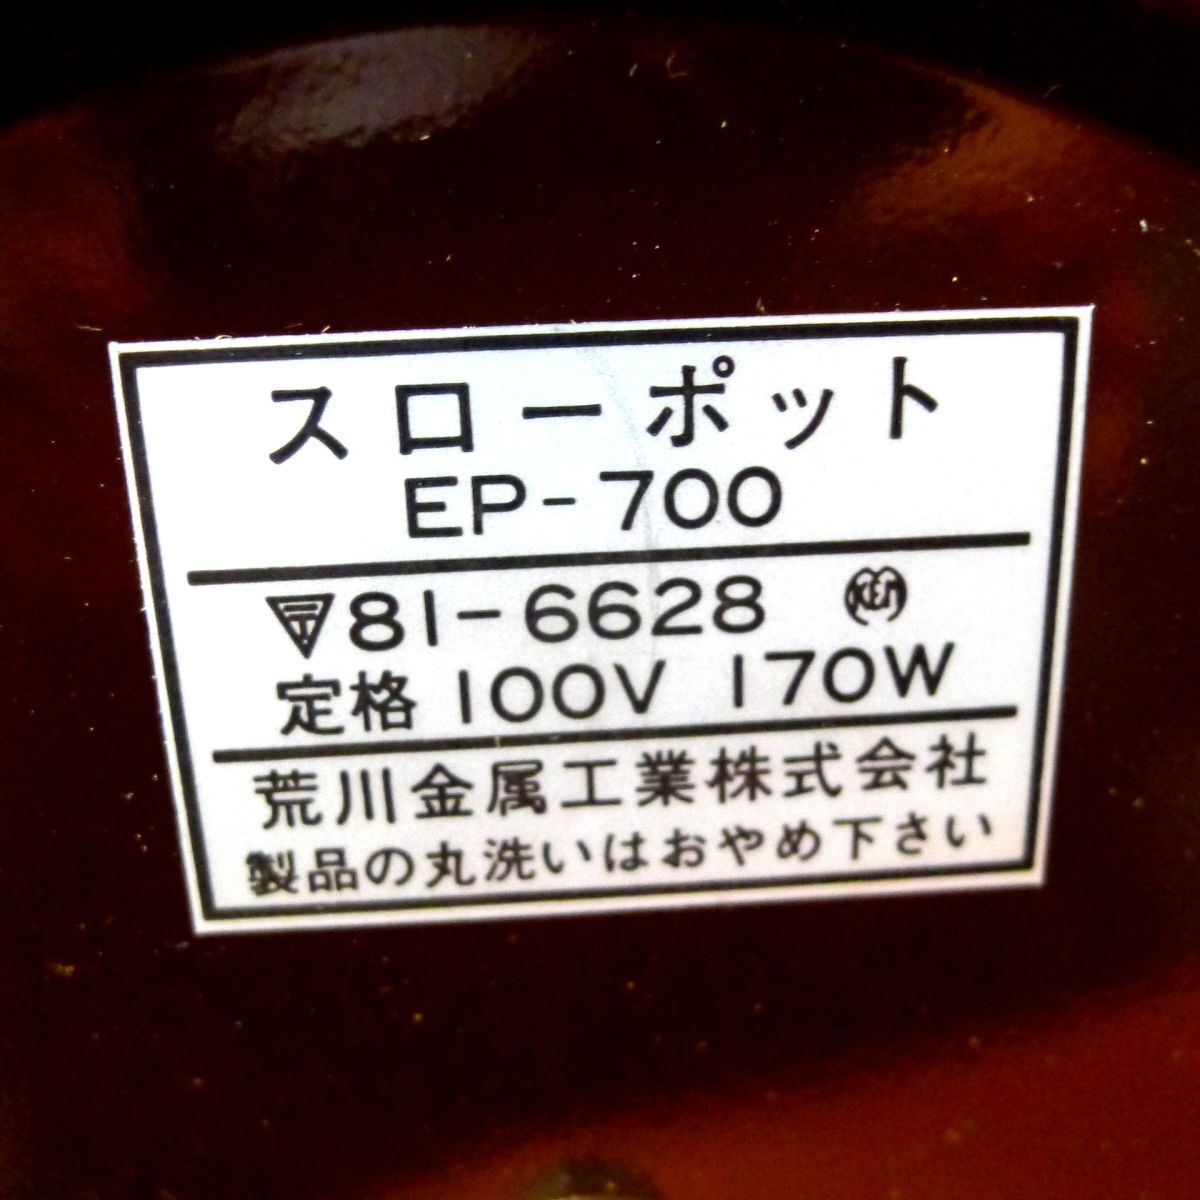 スローポット
EP-700
〒81-6628
定格 100V 170W
荒川金属工業株式会社
製品の丸洗いはおやめ下さい